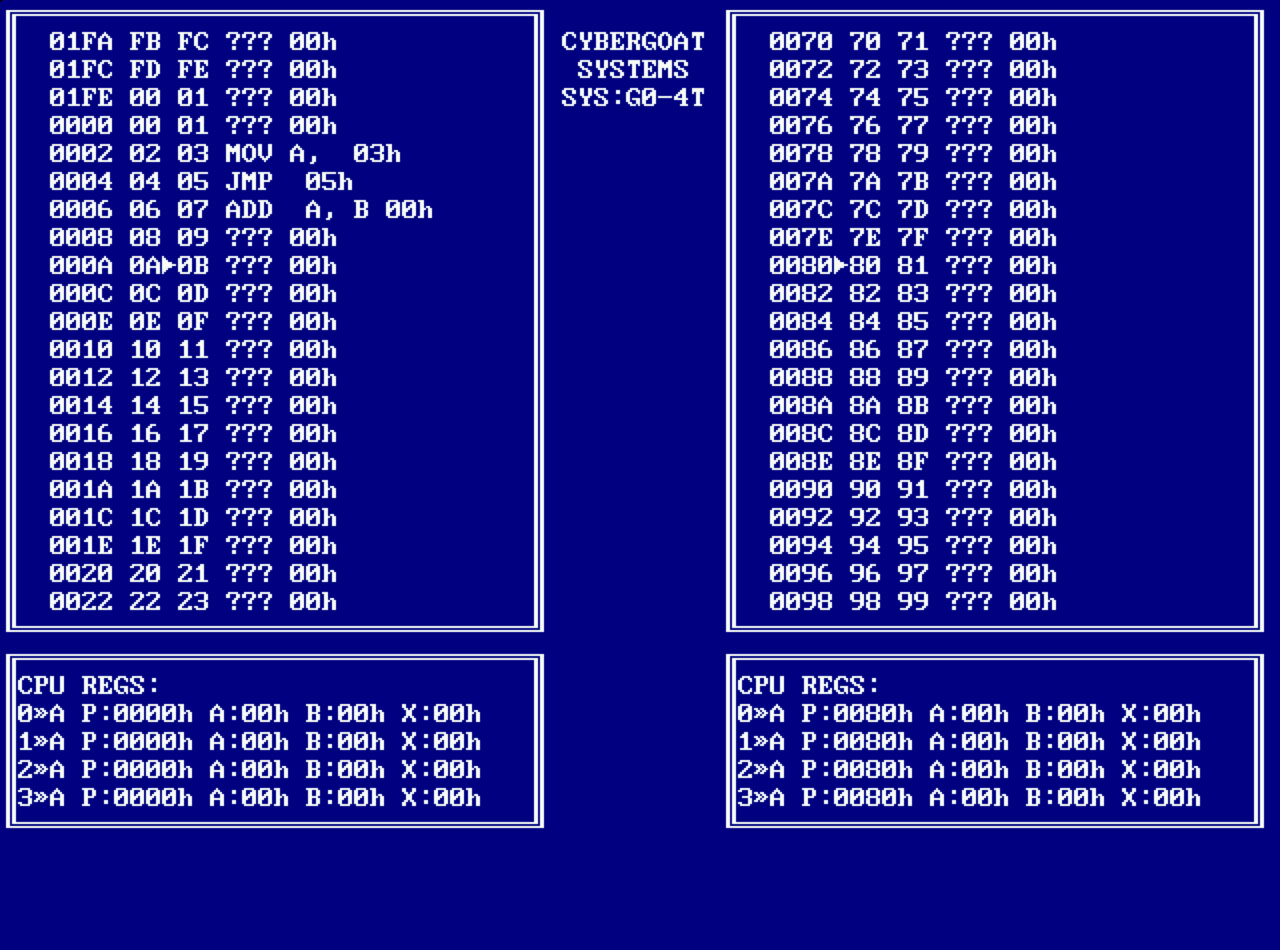 01FA FB FC ??? 00h
01FC FD FE ??? 00h
01FE 00 01 ??? 00h
0000 00 01 ??? 00h
0002 02 03 MOV A,  03h
0004 04 05 JMP  05h
0006 06 07 ADD  A, B 00h
0008 08 09 ??? 00h
000A 0A►0B ??? 00h
000C 0C 0D ??? 00h
000E 0E 0F ??? 00h
0010 10 11 ??? 00h
0012 12 13 ??? 00h
0014 14 15 ??? 00h
0016 16 17 ??? 00h
0018 18 19 ??? 00h
001A 1A 1B ??? 00h
001C 1C 1D ??? 00h
001E 1E 1F ??? 00h
0020 20 21 ??? 00h
0022 22 23 ??? 00h
CYBERGOAT
SYSTEMS
SYS:G0-4T
0070 70 71 ??? 00h
0072 72 73 ??? 00h
0074 74 75 ??? 00h
0076 76 77 ??? 00h
0078 78 79 ??? 00h
007A 7A 7B ??? 00h
007C 7C 7D ??? 00h
007E 7E 7F ??? 00h
0080►80 81 ??? 00h
0082 82 83 ??? 00h
0084 84 85 ??? 00h
0086 86 87 ??? 00h
0088 88 89 ??? 00h
008A 8A 8B ??? 00h
008C 8C 8D ??? 00h
008E 8E 8F ??? 00h
0090 90 91 ??? 00h
0092 92 93 ??? 00h
0094 94 95 ??? 00h
0096 96 97 ??? 00h
0098 98 99 ??? 00h
CPU REGS:
0»A P:0000h A:00h B:00h X:00h
1»A P:0000h A:00h B:00h X:00h
2»A P:0000h A:00h B:00h X:00h
3»A P:0000h A:00h B:00h X:00h
CPU REGS:
0»A P:0080h A:00h B:00h X:00h
1»A P:0080h A:00h B:00h X:00h
2»A P:0080h A:00h B:00h X:00h
3»A P:0080h A:00h B:00h X:00h